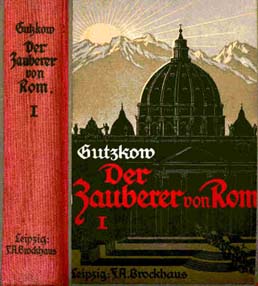 Gutzkow
Der
Zauberer
von
Rom.
I
Leipzig:
F.A.Brockhaus
Gutzkow
Der
Zauberer von Rom
I
Leipzig: F.A. Brockhaus